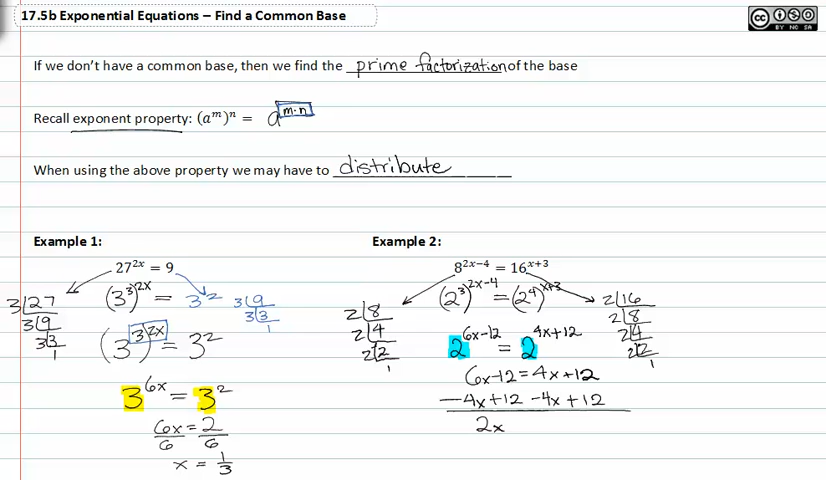 17.5b Exponential Equations – Find a Common Base
CC BY NC SA
If we don't have a common base, then we find the prime factorization of the base
Recall exponent property: (aᵐ)ⁿ = a^(m·n)
When using the above property we may have to distribute
Example 1:
27^(2x) = 9
3 27
3 9
3 3
1
(3^3)^(2x) = 3^2
3 9
3 3
1
(3^3)^(2x) = 3^2
3^(6x) = 3^2
6x = 2
6 6
x = 1/3
Example 2:
8^(2x−4) = 16^(x+3)
2 8
2 4
2 2
1
(2^3)^(2x-4) = (2^4)^(x+3)
2 16
2 8
2 4
2 2
1
2^(6x-12) = 2^(4x+12)
6x-12 = 4x+12
-4x+12 -4x+12
2x